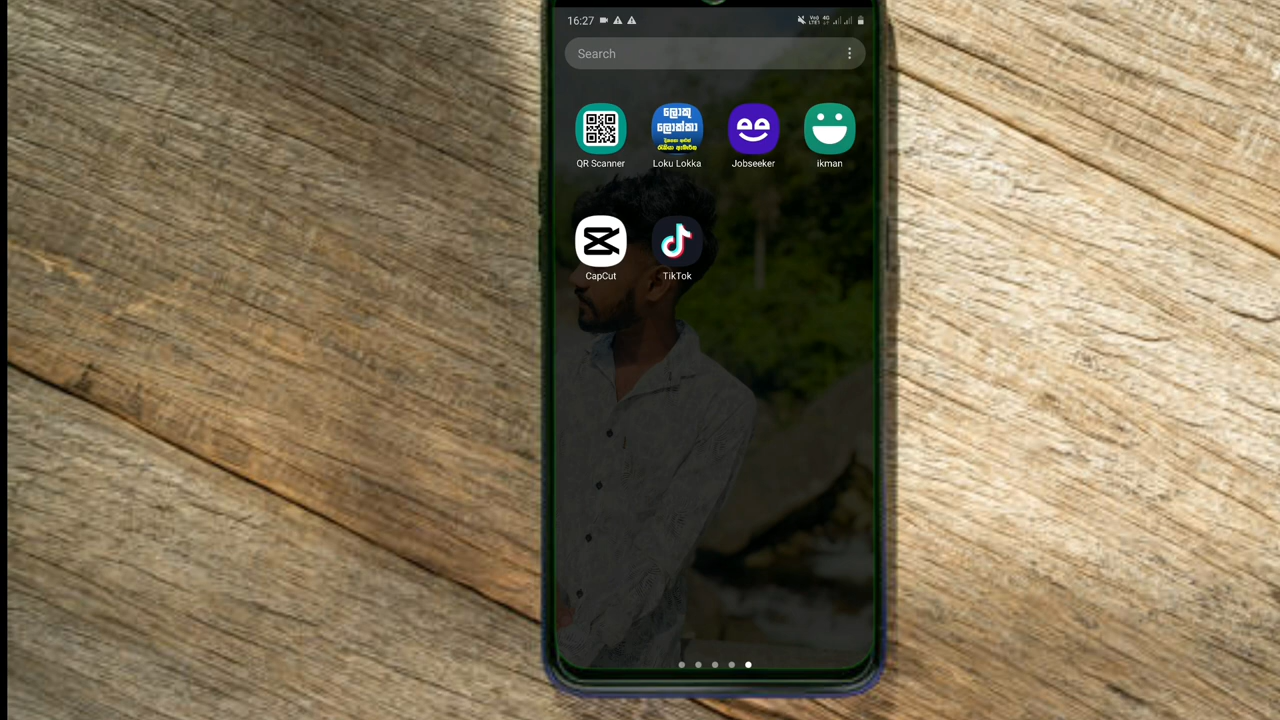 16:27
Search
QR Scanner
ලොකු
ලොක්කා
Loku Lokka
Jobseeker
ikman
CapCut
TikTok